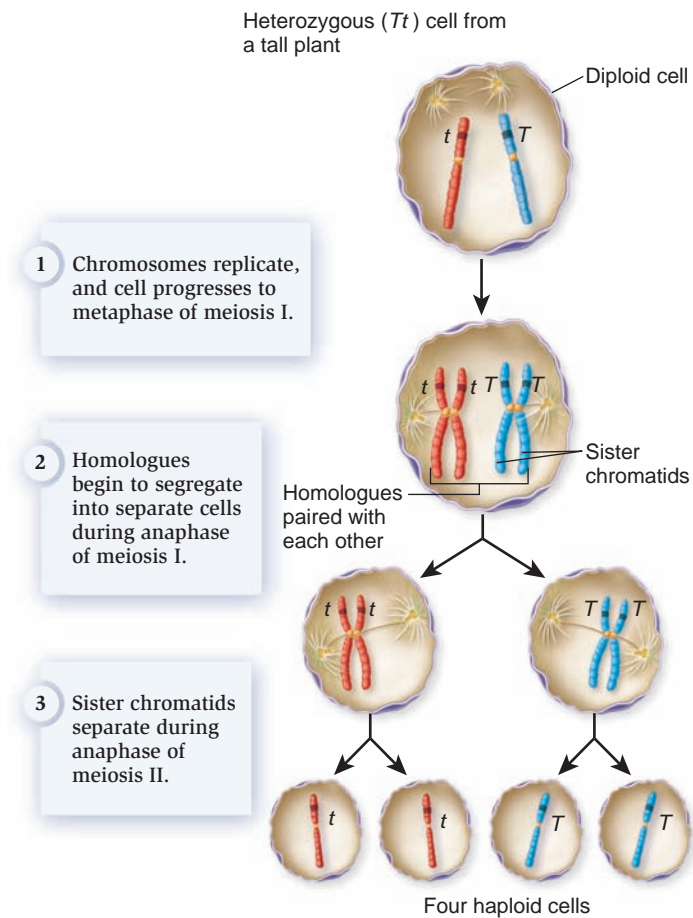 Heterozygous (Tt) cell from
a tall plant
Diploid cell
t T
1 Chromosomes replicate,
and cell progresses to
metaphase of meiosis I.
t t T T
Sister
chromatids
Homologues
paired with
each other
2 Homologues
begin to segregate
into separate cells
during anaphase
of meiosis I.
t t T T
3 Sister chromatids
separate during
anaphase of
meiosis II.
t t T T
Four haploid cells